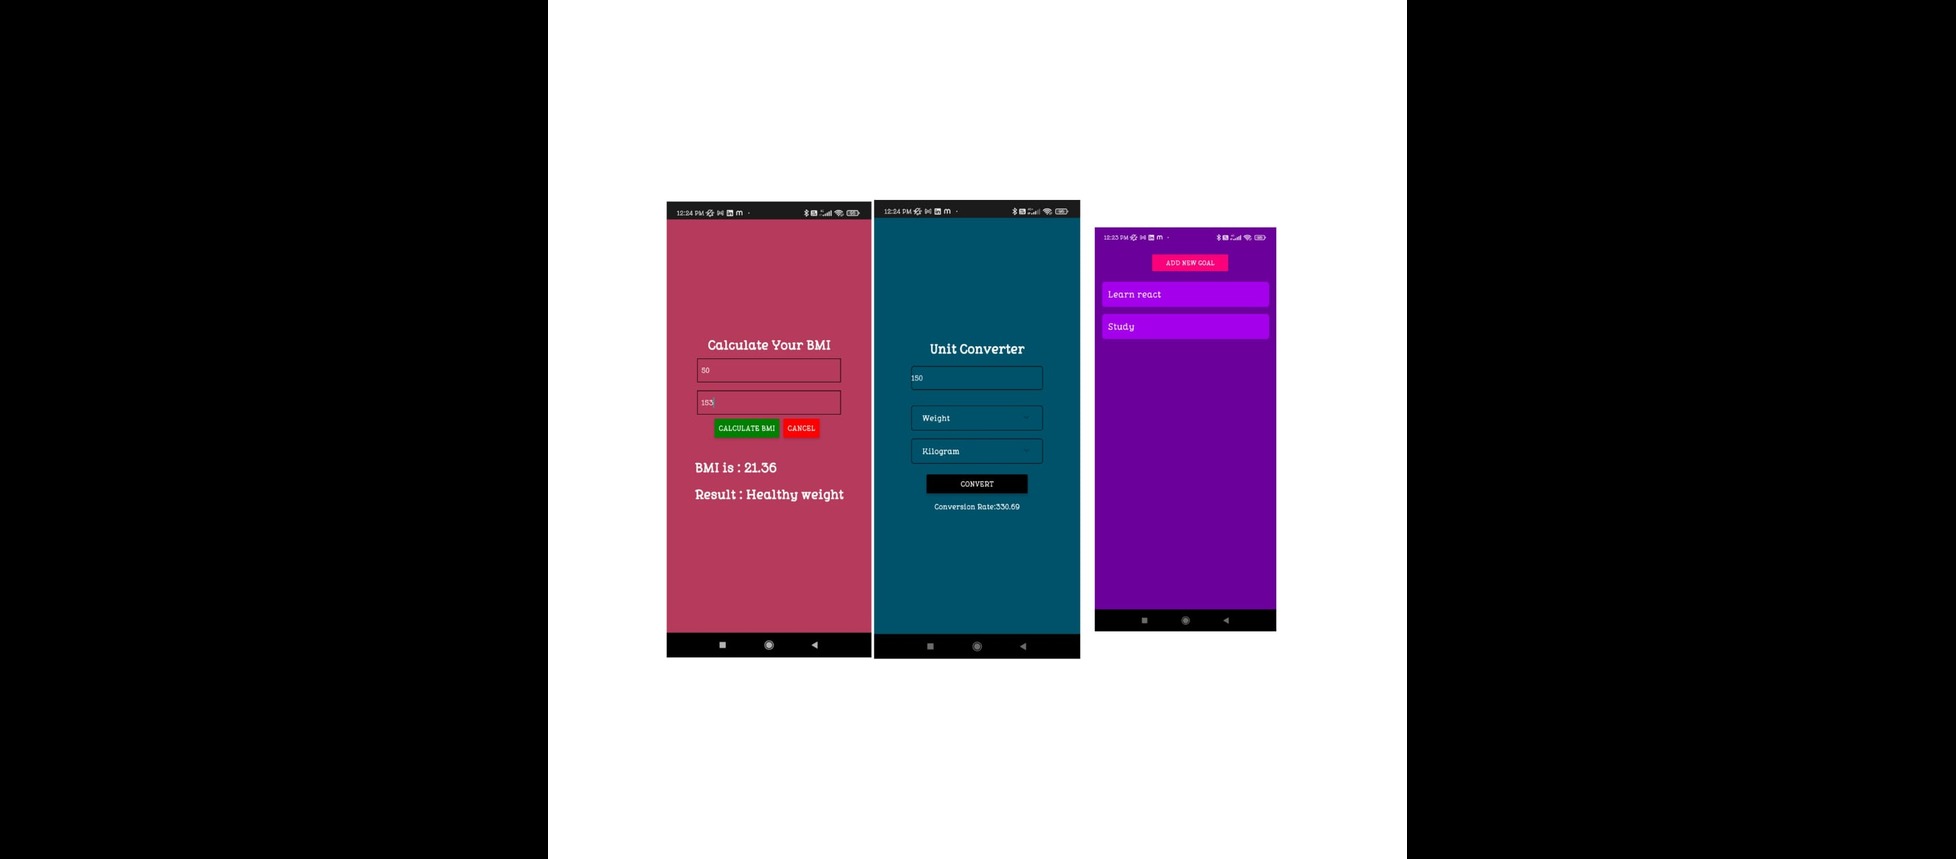 12:24 PM
Calculate Your BMI
50
153
CALCULATE BMI CANCEL
BMI is : 21.36
Result : Healthy weight
12:24 PM
Unit Converter
150
Weight
Kilogram
CONVERT
Conversion Rate:330.69
12:23 PM
ADD NEW GOAL
Learn react
Study